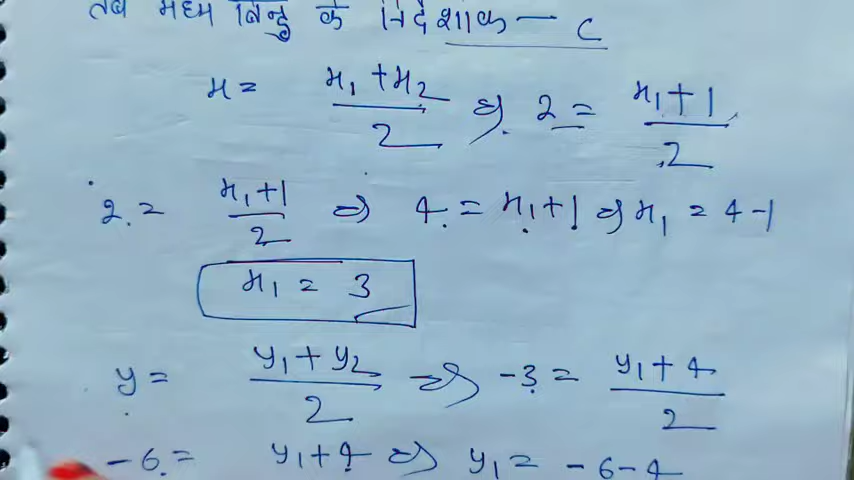 तब मध्य बिन्दु के निर्देशांक — C
x = x₁ + x₂ / 2 ⇒ 2 = x₁ + 1 / 2
2 = x₁ + 1 / 2 ⇒ 4 = x₁ + 1 ⇒ x₁ = 4 - 1
x₁ = 3
y = y₁ + y₂ / 2 ⇒ -3 = y₁ + 4 / 2
-6 = y₁ + 4 ⇒ y₁ = -6 - 4